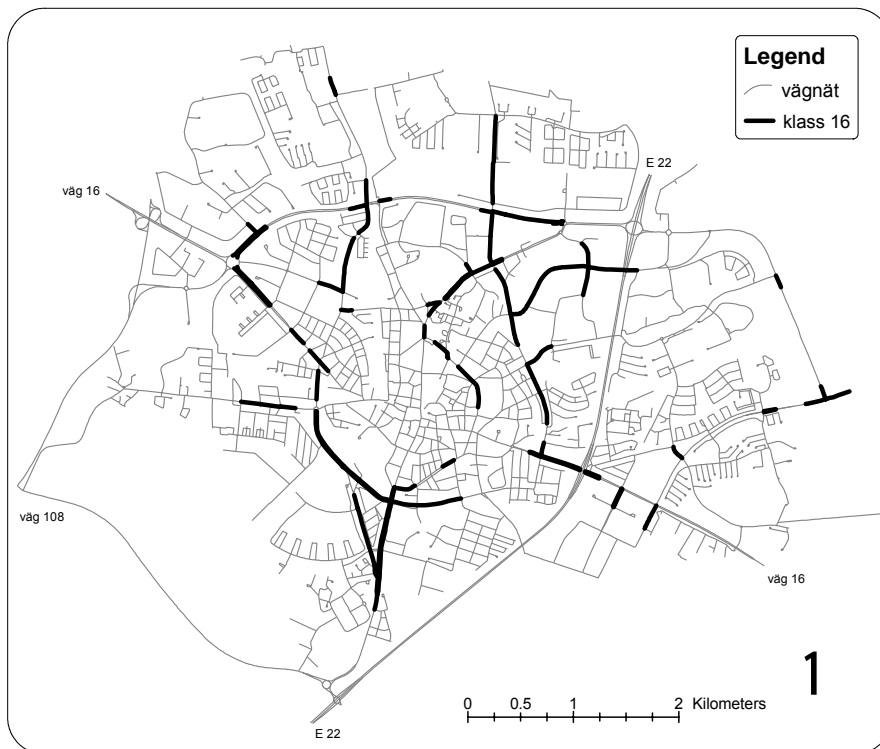 Legend
vägnät
klass 16
E 22
väg 16
väg 108
väg 16
1
0 0.5 1 2 Kilometers
E 22